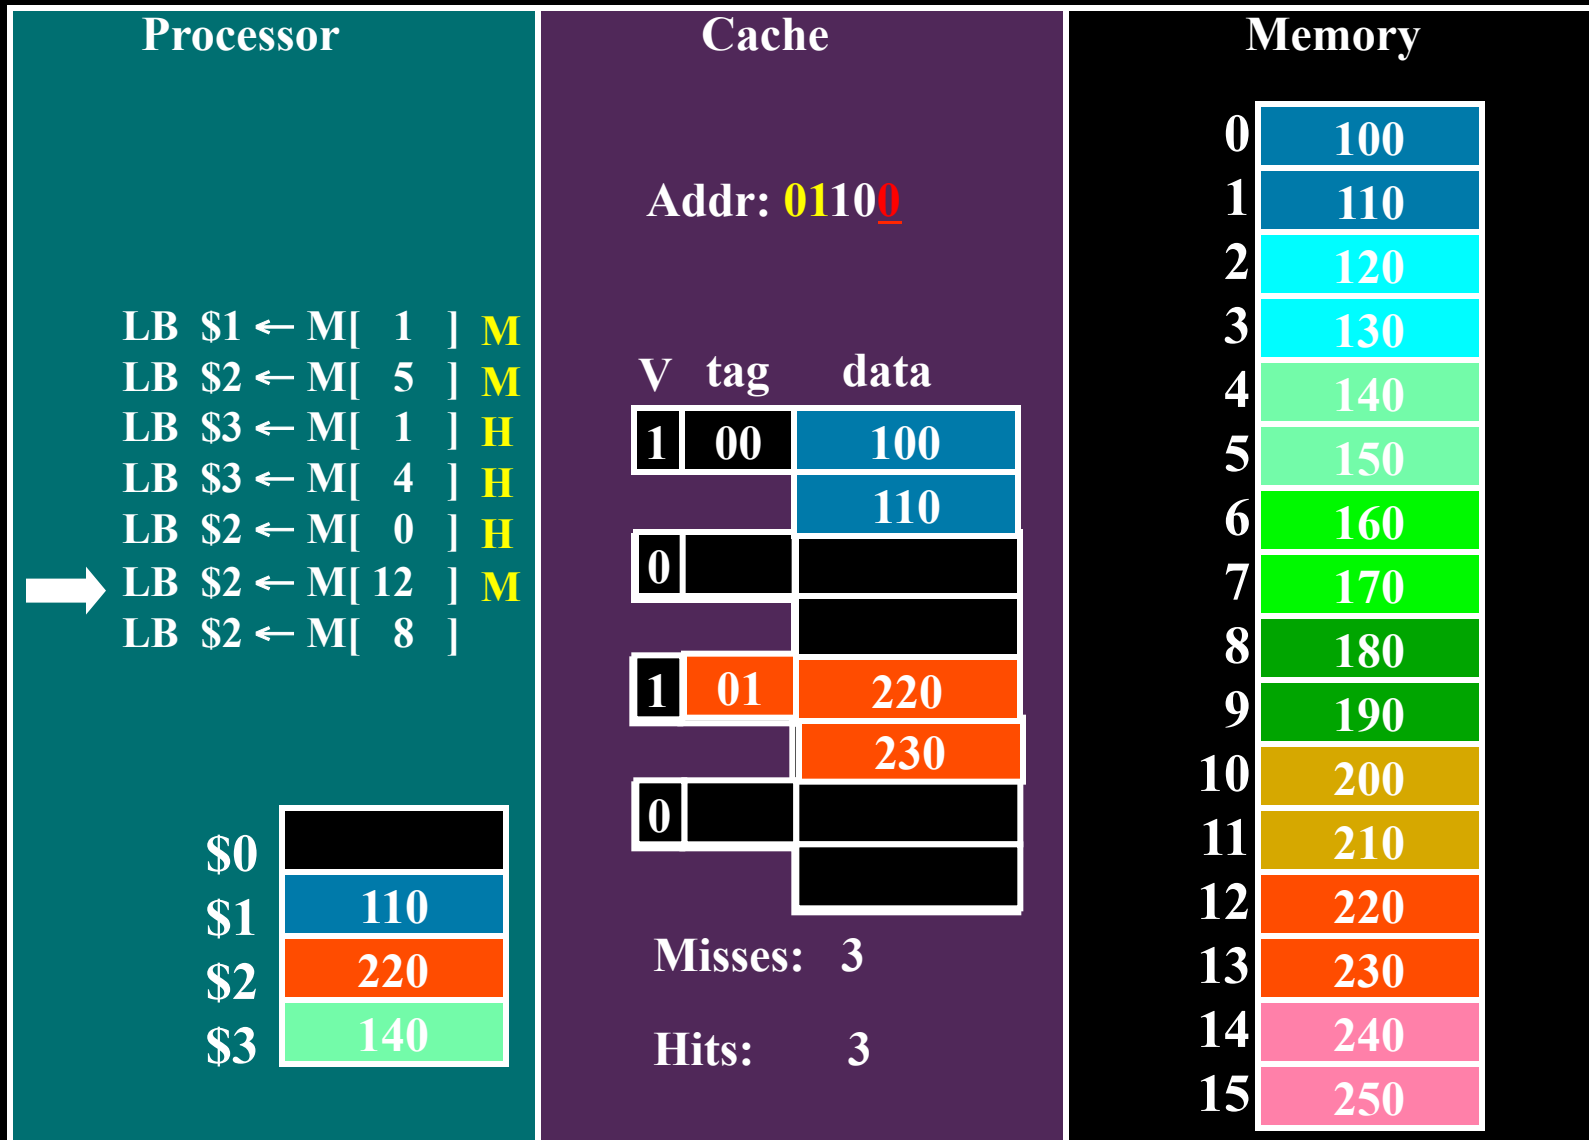 Processor
LB $1 ← M[ 1 ] M
LB $2 ← M[ 5 ] M
LB $3 ← M[ 1 ] H
LB $3 ← M[ 4 ] H
LB $2 ← M[ 0 ] H
LB $2 ← M[ 12 ] M
LB $2 ← M[ 8 ]
$0
$1 110
$2 220
$3 140
Cache
Addr: 01100
V tag data
1 00 100
110
0
1 01 220
230
0
Misses: 3
Hits: 3
Memory
0 100
1 110
2 120
3 130
4 140
5 150
6 160
7 170
8 180
9 190
10 200
11 210
12 220
13 230
14 240
15 250